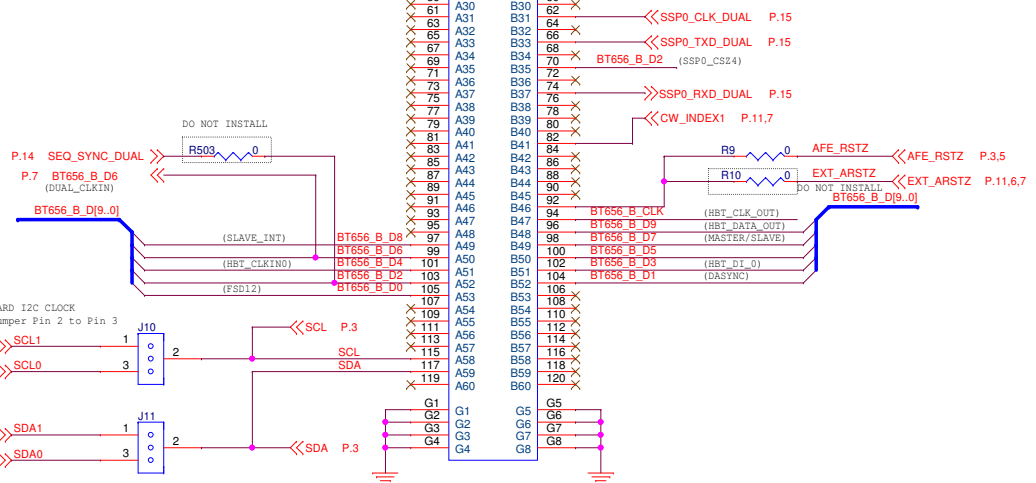 A30
B30
61
A31
B31
62
SSP0_CLK_DUAL P.15
63
A32
B32
64
65
A33
B33
66
SSP0_TXD_DUAL P.15
67
A34
B34
68
69
A35
B35
70
BT656_B_D2 (SSP0_CSZ4)
71
A36
B36
72
73
A37
B37
74
SSP0_RXD_DUAL P.15
75
A38
B38
76
77
A39
B39
78
CW_INDEX1 P.11,7
79
A40
B40
80
81
A41
B41
82
83
A42
B42
84
85
A43
B43
86
87
A44
B44
88
89
A45
B45
90
91
A46
B46
92
93
A47
B47
94
95
A48
B48
96
97
A49
B49
98
99
A50
B50
100
101
A51
B51
102
103
A52
B52
104
105
A53
B53
106
107
A54
B54
108
109
A55
B55
110
111
A56
B56
112
113
A57
B57
114
115
A58
B58
116
117
A59
B59
118
119
A60
B60
120
G1
G1
G5
G5
G2
G2
G6
G6
G3
G3
G7
G7
G4
G4
G8
G8
DO NOT INSTALL
R503 0
P.14 SEQ_SYNC_DUAL
P.7 BT656_B_D6
(DUAL_CLKIN)
BT656_B_D[9..0]
(SLAVE_INT) BT656_B_D8
BT656_B_D6
(HBT_CLKIN0) BT656_B_D4
BT656_B_D2
(FSD12) BT656_B_D0
R9 0 AFE_RSTZ
AFE_RSTZ P.3,5
R10 0 EXT_ARSTZ
EXT_ARSTZ P.11,6,7
DO NOT INSTALL
BT656_B_D[9..0]
BT656_B_CLK (HBT_CLK_OUT)
BT656_B_D9 (HBT_DATA_OUT)
BT656_B_D7 (MASTER/SLAVE)
BT656_B_D5
BT656_B_D3 (HBT_DI_0)
BT656_B_D1 (DASYNC)
ARD I2C CLOCK
umper Pin 2 to Pin 3
J10
SCL1 1
2
SCL0 3
SCL P.3
SCL
SDA
J11
SDA1 1
2
SDA0 3
SDA P.3